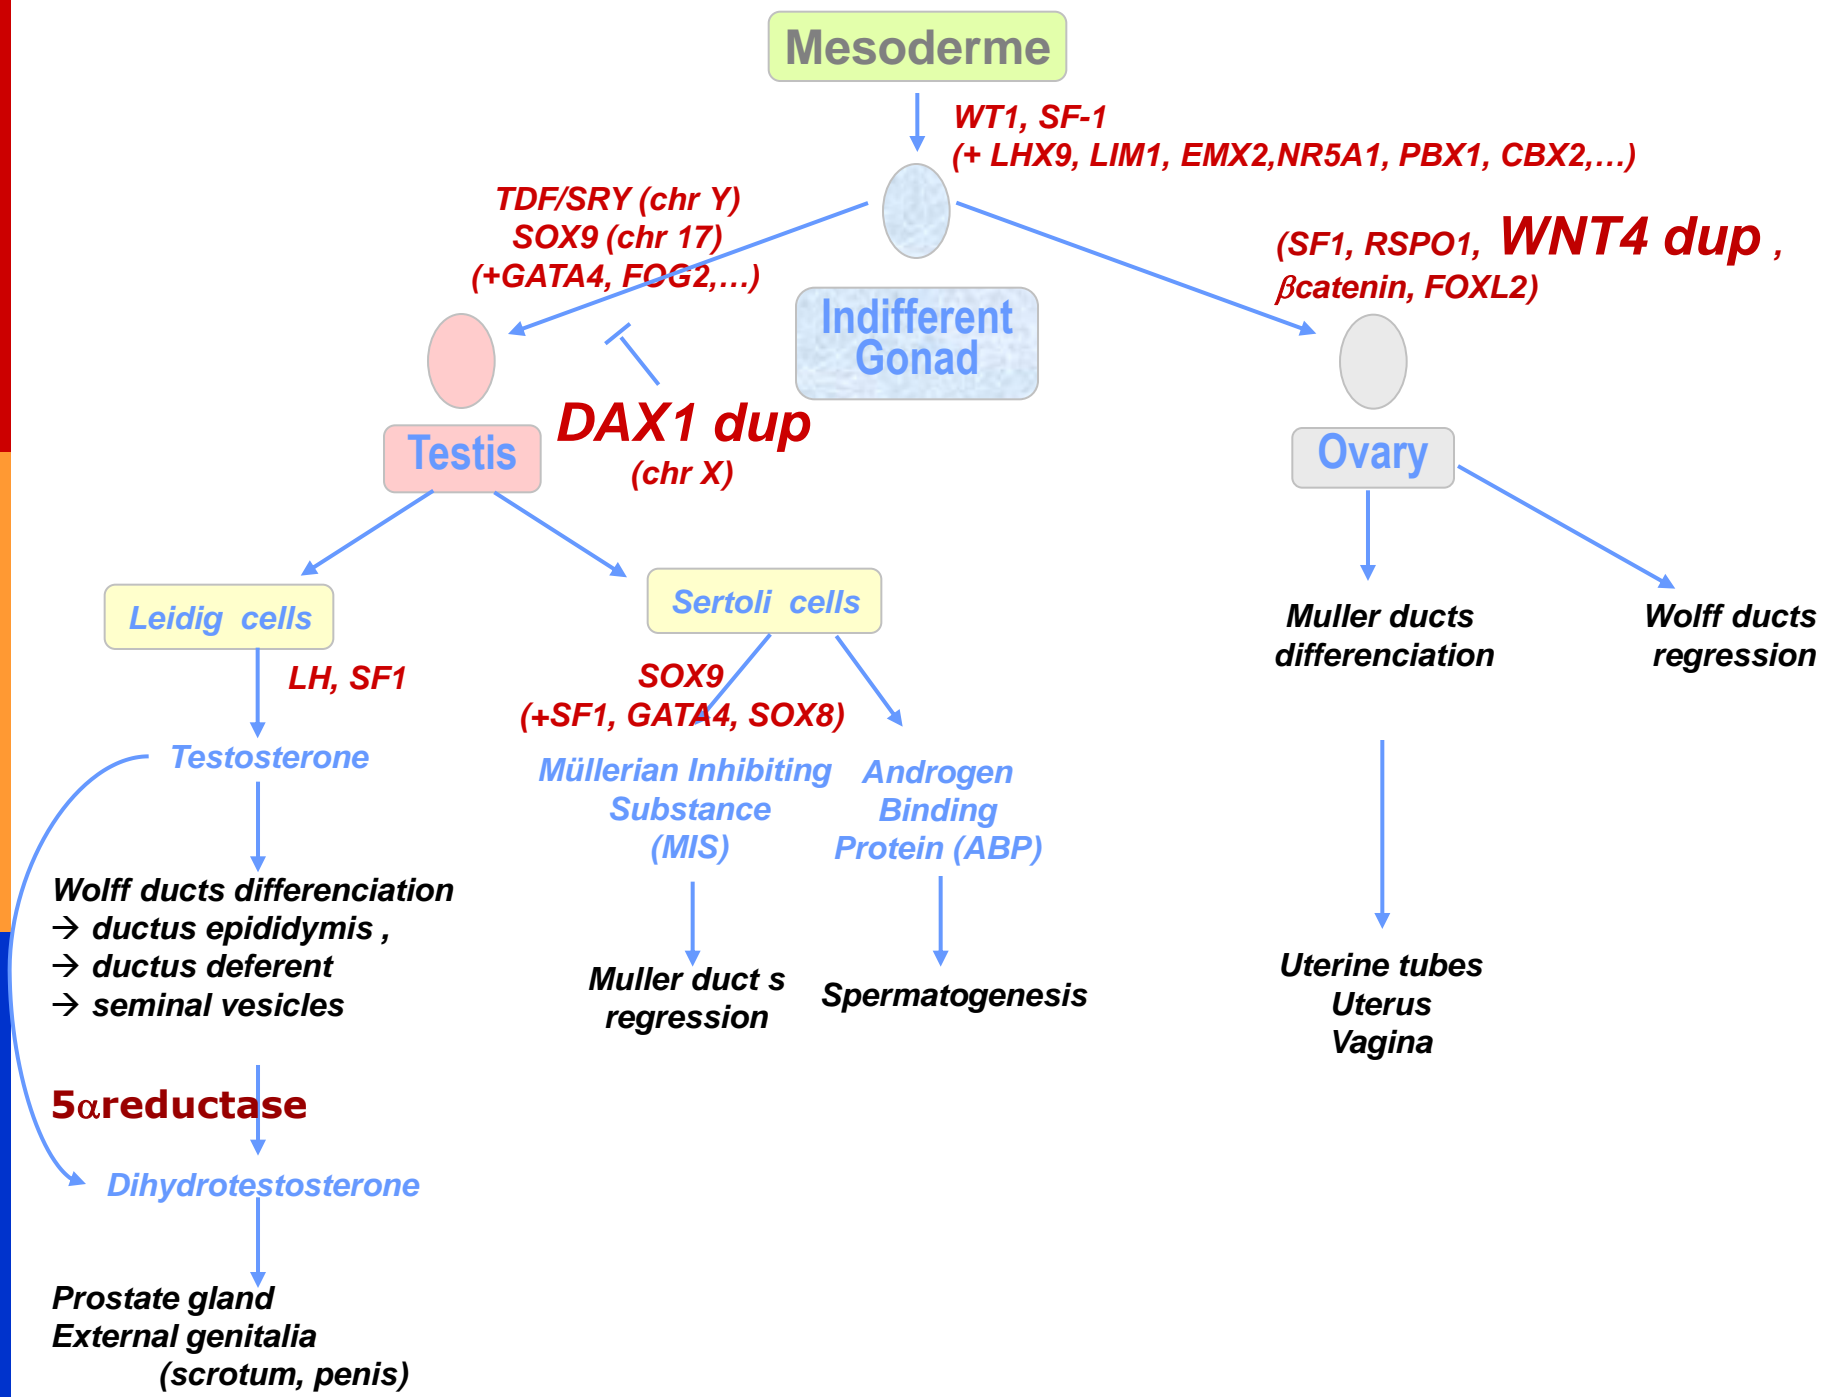 Mesoderme
WT1, SF-1
(+ LHX9, LIM1, EMX2,NR5A1, PBX1, CBX2,…)
TDF/SRY (chr Y)
SOX9 (chr 17)
(+GATA4, FOG2,…)
(SF1, RSPO1, WNT4 dup ,
βcatenin, FOXL2)
Indifferent
Gonad
DAX1 dup
(chr X)
Testis
Ovary
Leidig cells
Sertoli cells
Muller ducts
differenciation
Wolff ducts
regression
LH, SF1
SOX9
(+SF1, GATA4, SOX8)
Testosterone
Müllerian Inhibiting
Substance
(MIS)
Androgen
Binding
Protein (ABP)
Wolff ducts differenciation
→ ductus epididymis ,
→ ductus deferent
→ seminal vesicles
Muller duct s
regression
Spermatogenesis
Uterine tubes
Uterus
Vagina
5αreductase
Dihydrotestosterone
Prostate gland
External genitalia
(scrotum, penis)